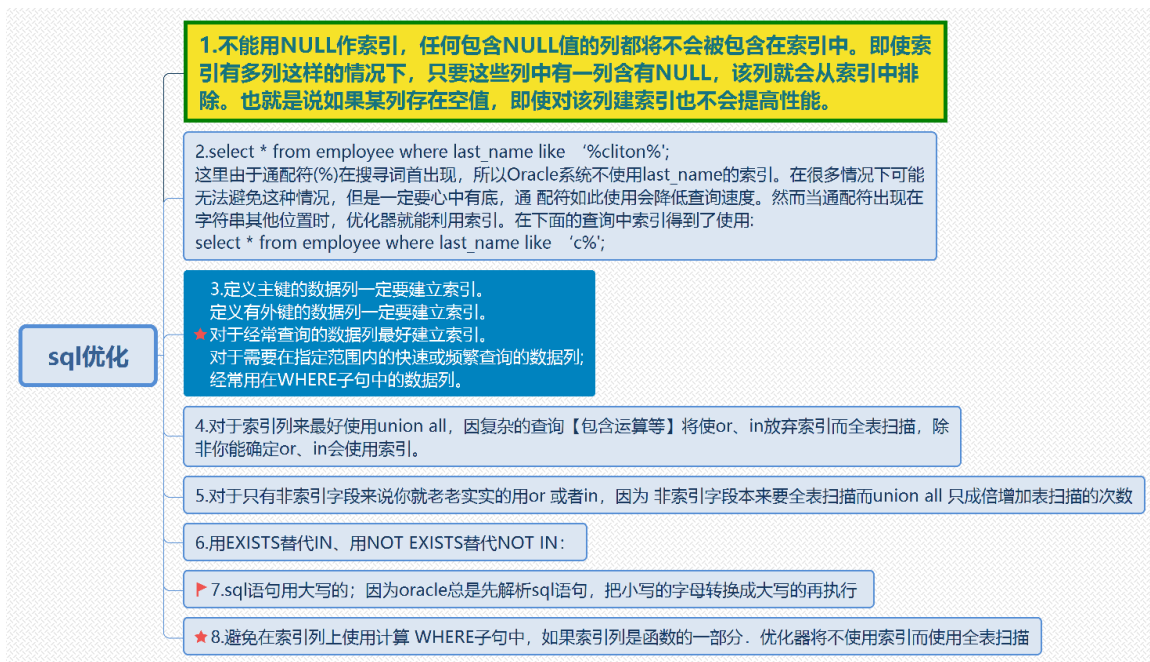 1.不能用NULL作索引，任何包含NULL值的列都将不会被包含在索引中。即使索
引有多列这样的情况下，只要这些列中有一列含有NULL，该列就会从索引中排
除。也就是说如果某列存在空值，即使对该列建索引也不会提高性能。
2.select * from employee where last_name like ‘%cliton%';
这里由于通配符(%)在搜寻词首出现，所以Oracle系统不使用last_name的索引。在很多情况下可能
无法避免这种情况，但是一定要心中有底，通 配符如此使用会降低查询速度。然而当通配符出现在
字符串其他位置时，优化器就能利用索引。在下面的查询中索引得到了使用:
select * from employee where last_name like ‘c%';
3.定义主键的数据列一定要建立索引。
定义有外键的数据列一定要建立索引。
对于经常查询的数据列最好建立索引。
对于需要在指定范围内的快速或频繁查询的数据列;
经常用在WHERE子句中的数据列。
sql优化
4.对于索引列来最好使用union all，因复杂的查询【包含运算等】将使or、in放弃索引而全表扫描，除
非你能确定or、in会使用索引。
5.对于只有非索引字段来说你就老老实实的用or 或者in，因为 非索引字段本来要全表扫描而union all 只成倍增加表扫描的次数
6.用EXISTS替代IN、用NOT EXISTS替代NOT IN：
7.sql语句用大写的；因为oracle总是先解析sql语句，把小写的字母转换成大写的再执行
8.避免在索引列上使用计算 WHERE子句中，如果索引列是函数的一部分．优化器将不使用索引而使用全表扫描